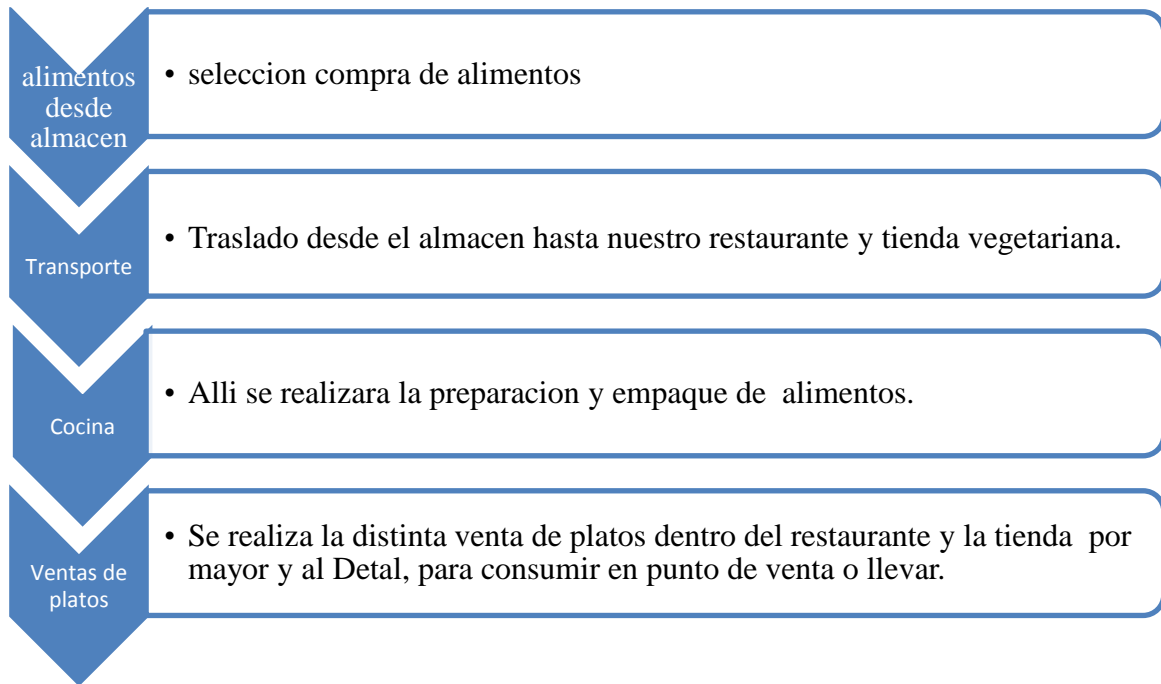 alimentos
desde
almacen
• seleccion compra de alimentos
Transporte
• Traslado desde el almacen hasta nuestro restaurante y tienda vegetariana.
Cocina
• Alli se realizara la preparacion y empaque de alimentos.
Ventas de
platos
• Se realiza la distinta venta de platos dentro del restaurante y la tienda por
mayor y al Detal, para consumir en punto de venta o llevar.